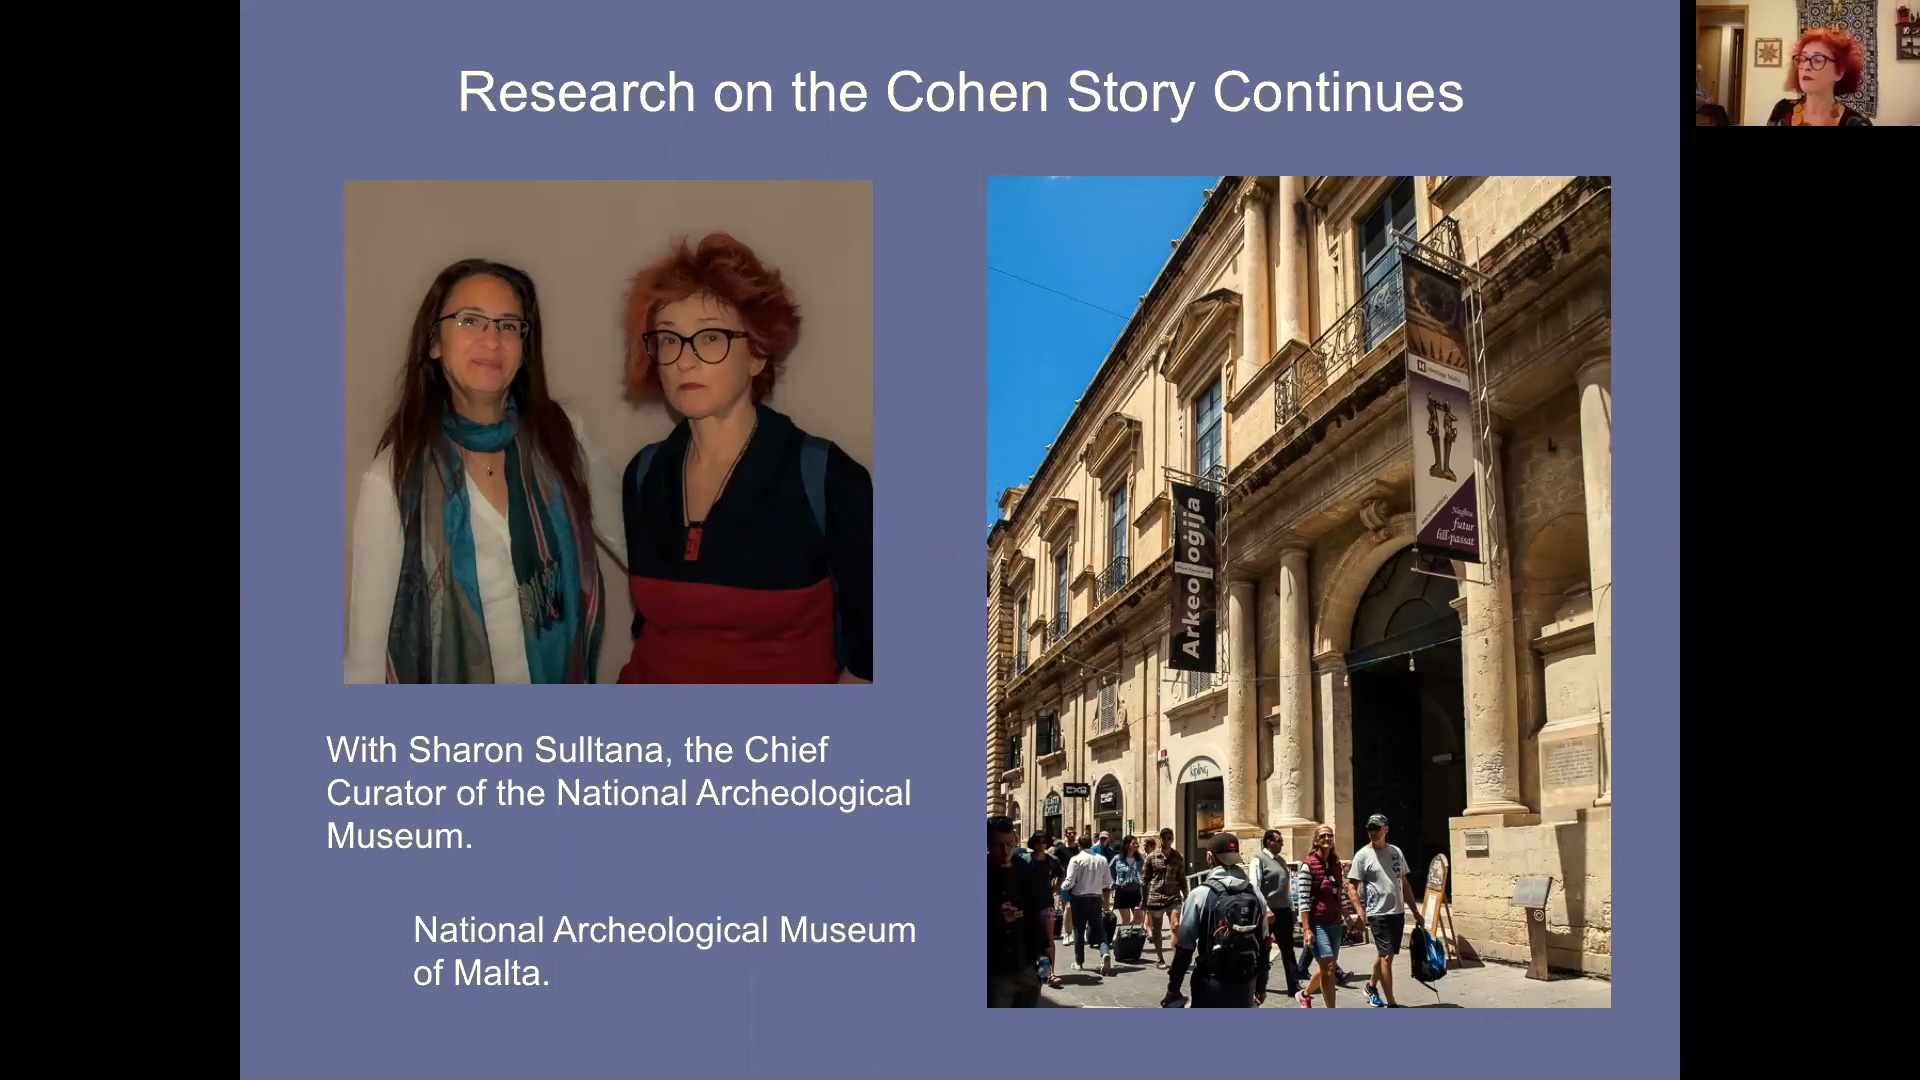 Research on the Cohen Story Continues
With Sharon Sulltana, the Chief
Curator of the National Archeological
Museum.
National Archeological Museum
of Malta.
Heritage Malta
Arkeoloġija
futur
lill-passat
kipling